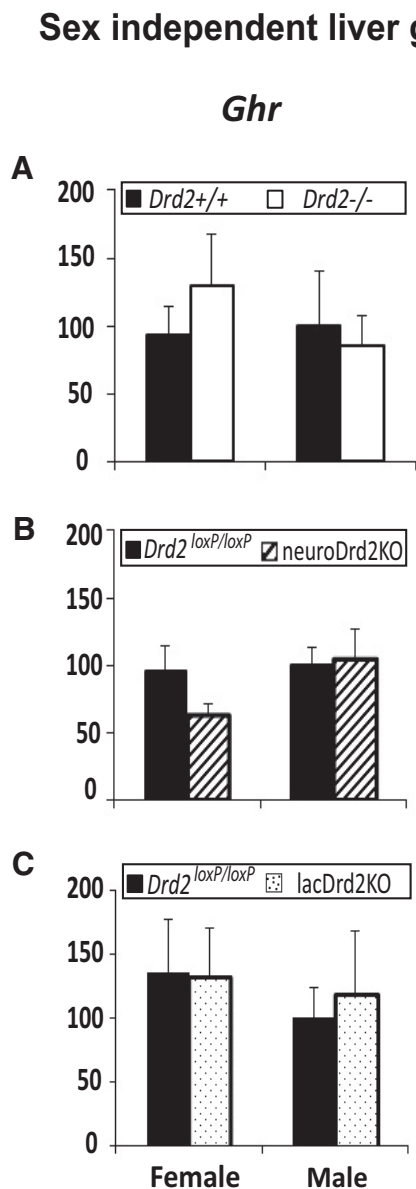 Sex independent liver g
Ghr
A
200
Drd2+/+ Drd2-/-
150
100
50
0
B
200
Drd2 loxP/loxP neuroDrd2KO
150
100
50
0
C
200
Drd2 loxP/loxP lacDrd2KO
150
100
50
0
Female Male